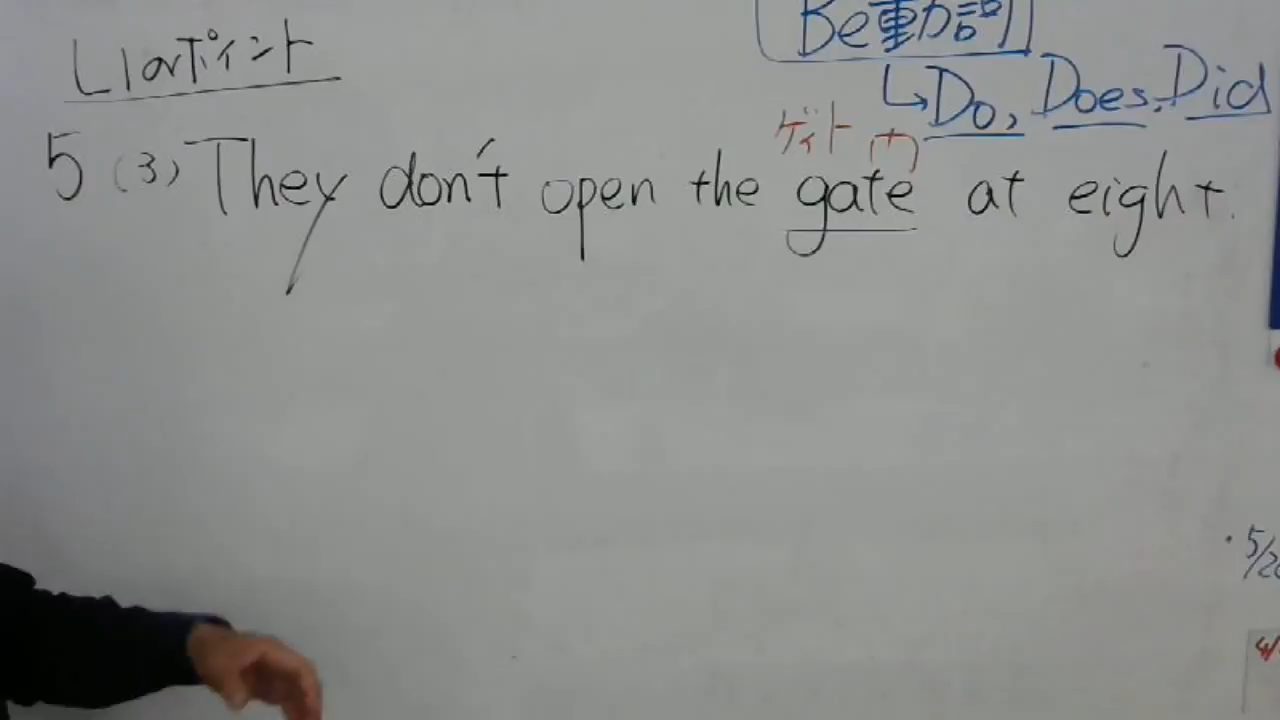 L1のポイント
Be動詞
↳Do, Does, Did
ゲイト 門
5 (3) They don't open the gate at eight.
・5/2
4/